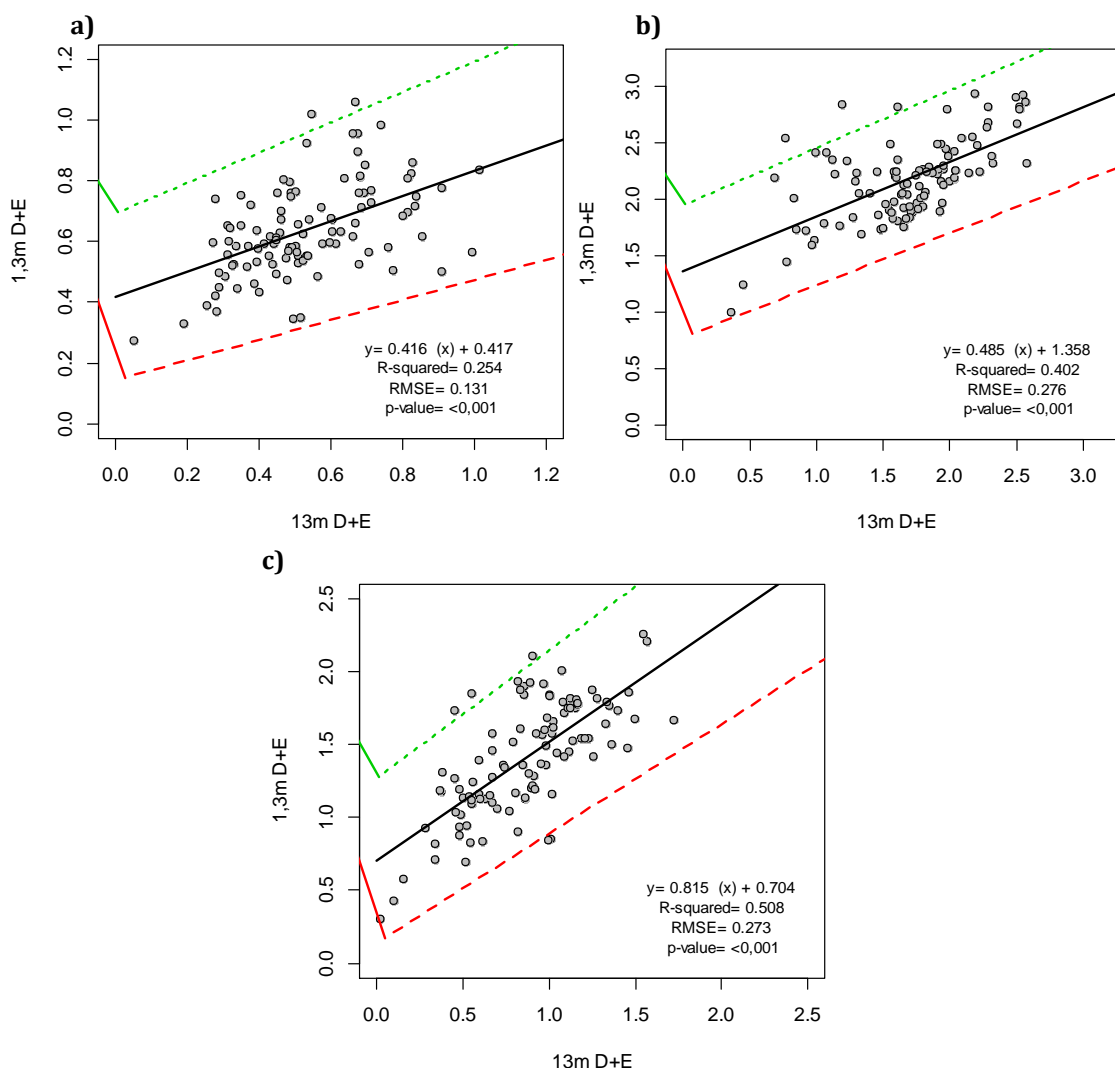 a)
1.2
1.0
0.8
0.6
0.4
0.2
0.0
1,3m D+E
y= 0.416 (x) + 0.417
R-squared= 0.254
RMSE= 0.131
p-value= <0,001
0.0 0.2 0.4 0.6 0.8 1.0 1.2
13m D+E
b)
3.0
2.5
2.0
1.5
1.0
0.5
0.0
1,3m D+E
y= 0.485 (x) + 1.358
R-squared= 0.402
RMSE= 0.276
p-value= <0,001
0.0 0.5 1.0 1.5 2.0 2.5 3.0
13m D+E
c)
2.5
2.0
1.5
1.0
0.5
0.0
1,3m D+E
y= 0.815 (x) + 0.704
R-squared= 0.508
RMSE= 0.273
p-value= <0,001
0.0 0.5 1.0 1.5 2.0 2.5
13m D+E